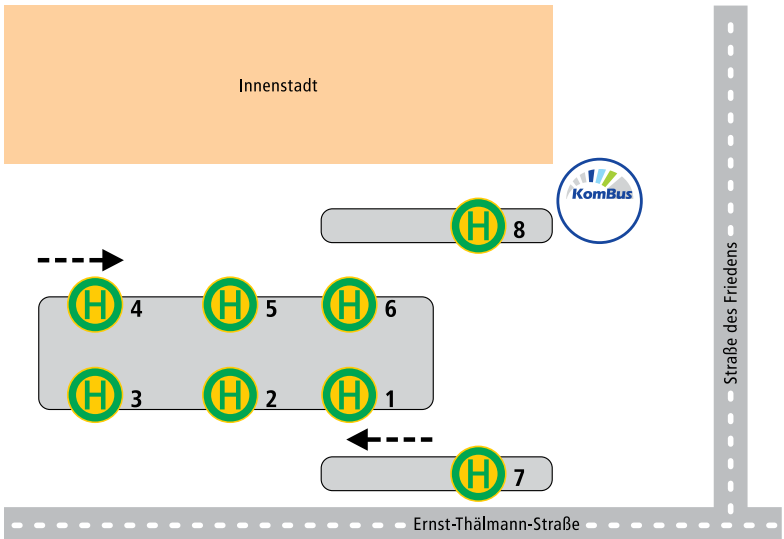 Innenstadt
KomBus
H 8
H 4 H 5 H 6
H 3 H 2 H 1
H 7
Straße des Friedens
Ernst-Thälmann-Straße